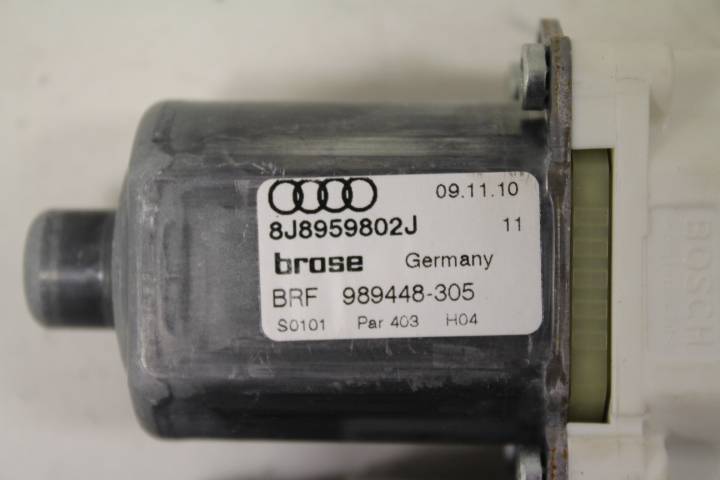 09.11.10
8J8959802J 11
brose Germany
BRF 989448-305
S0101 Par 403 H04
BOSCH